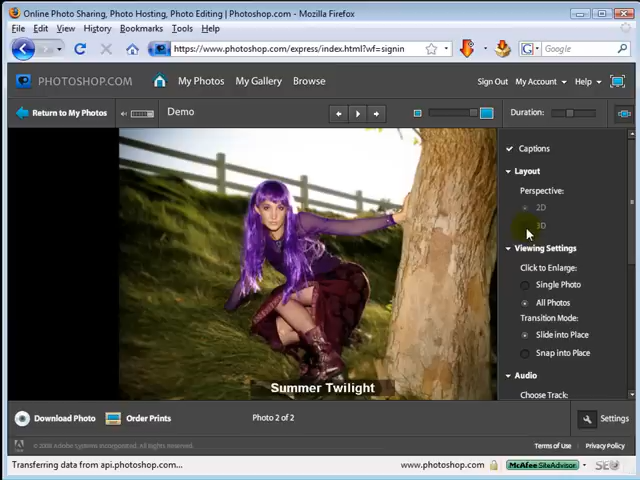 Online Photo Sharing, Photo Hosting, Photo Editing | Photoshop.com - Mozilla Firefox
File View History Bookmarks Tools Help
https://www.photoshop.com/express/index.html?wf=signin
Google
PHOTOSHOP.COM My Photos My Gallery Browse Sign Out My Account Help
Return to My Photos Demo Duration:
Captions
Layout
Perspective:
2D
3D
Viewing Settings
Click to Enlarge:
Single Photo
All Photos
Transition Mode:
Slide into Place
Snap into Place
Audio
Choose Track:
Summer Twilight
Download Photo Order Prints Photo 2 of 2 Settings
© 2008 Adobe Systems Incorporated. All Rights Reserved. Terms of Use Privacy Policy
Transferring data from api.photoshop.com... www.photoshop.com McAfee SiteAdvisor